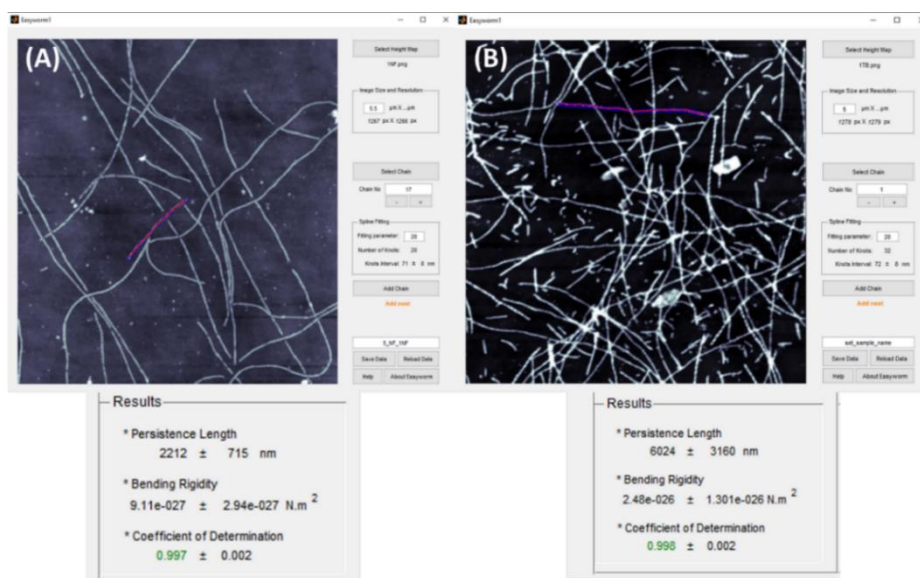 Easyworm1
(A)
Select Height Map
1NF.png
Image Size and Resolution
5.5 μm X ...μm
1267 px X 1266 px
Select Chain
Chain No 17
- +
Spline Fitting
Fitting parameter: 28
Number of Knots: 28
Knots Interval: 71 ± 8 nm
Add Chain
Add next
Save Data Reload Data
Help About Easyworm
Results
* Persistence Length
2212 ± 715 nm
* Bending Rigidity
9.11e-027 ± 2.94e-027 N.m 2
* Coefficient of Determination
0.997 ± 0.002
Easyworm1
(B)
Select Height Map
1TB.png
Image Size and Resolution
5 μm X ...μm
1278 px X 1279 px
Select Chain
Chain No 1
- +
Spline Fitting
Fitting parameter: 28
Number of Knots: 32
Knots Interval: 72 ± 8 nm
Add Chain
Add next
set_sample_name
Save Data Reload Data
Help About Easyworm
Results
* Persistence Length
6024 ± 3160 nm
* Bending Rigidity
2.48e-026 ± 1.301e-026 N.m 2
* Coefficient of Determination
0.998 ± 0.002